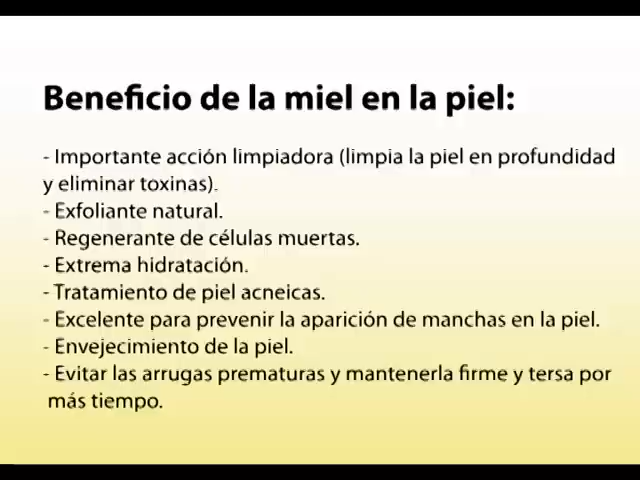 Beneficio de la miel en la piel:
- Importante acción limpiadora (limpia la piel en profundidad
y eliminar toxinas).
- Exfoliante natural.
- Regenerante de células muertas.
- Extrema hidratación.
- Tratamiento de piel acneicas.
- Excelente para prevenir la aparición de manchas en la piel.
- Envejecimiento de la piel.
- Evitar las arrugas prematuras y mantenerla firme y tersa por
más tiempo.